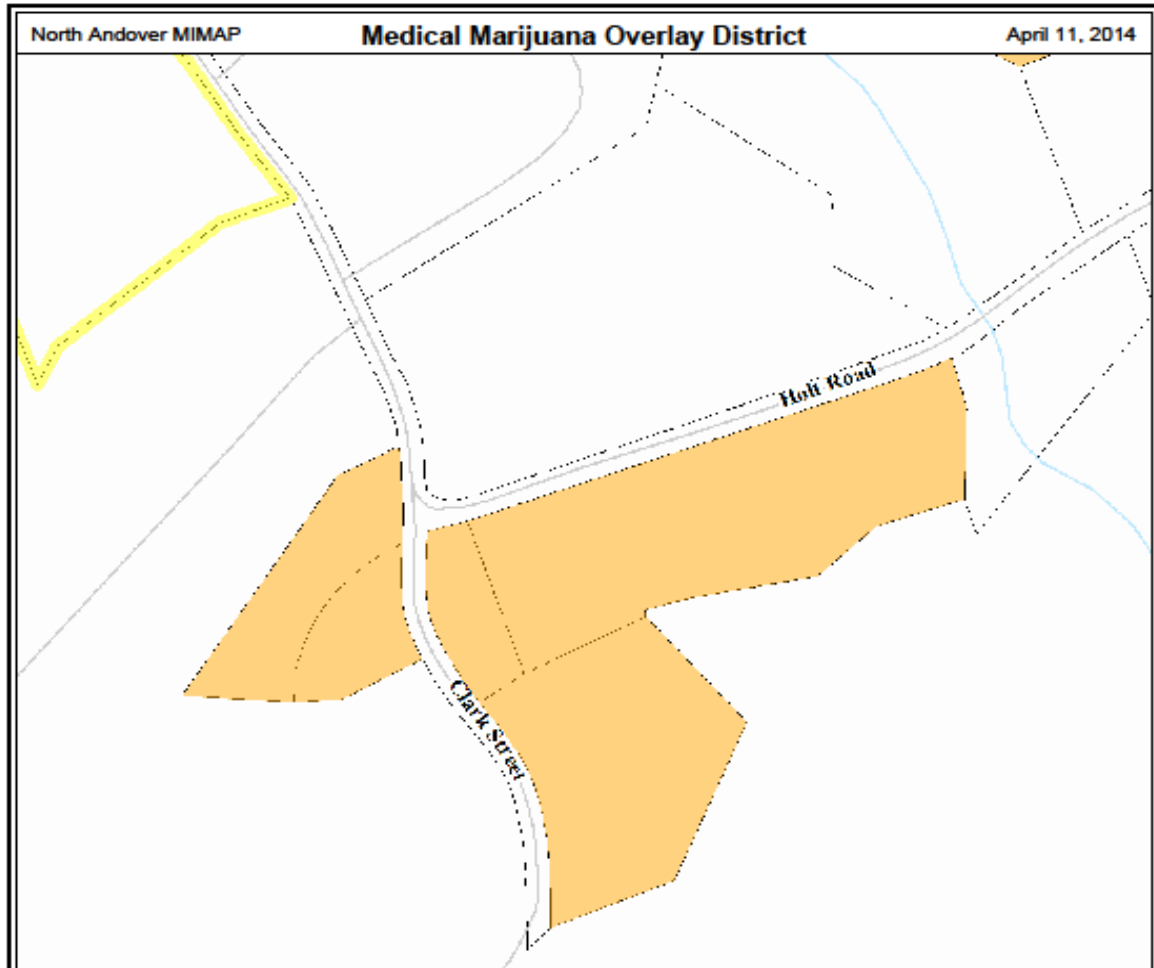 North Andover MIMAP
Medical Marijuana Overlay District
April 11, 2014
Holt Road
Clark Street